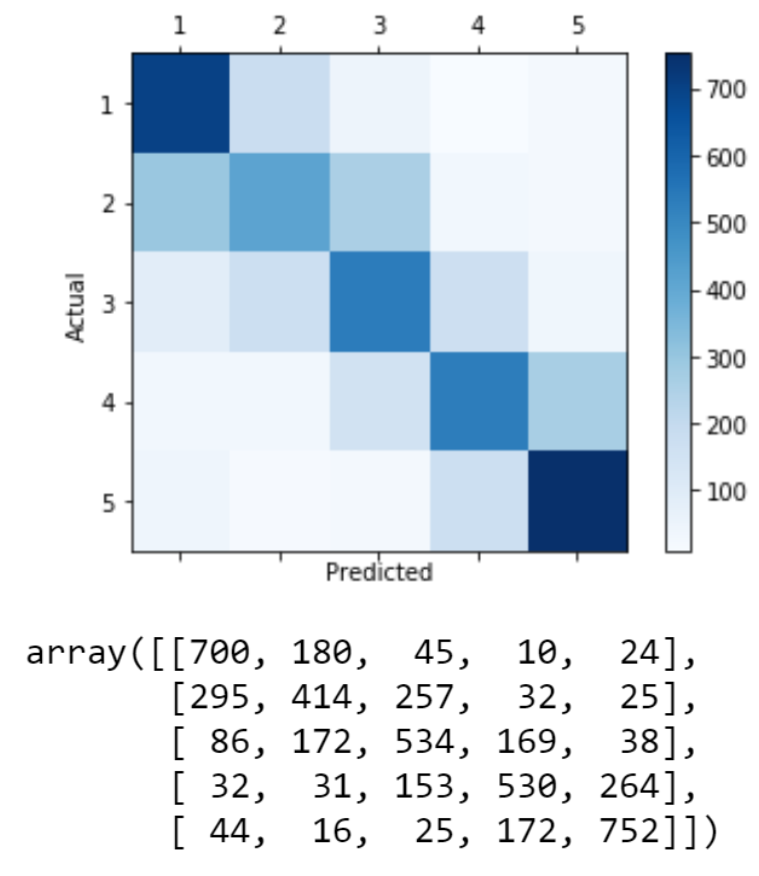 1 2 3 4 5
1
2
3
4
5
Actual
Predicted
700
600
500
400
300
200
100
array([[700, 180,  45,  10,  24],
[295, 414, 257,  32,  25],
[ 86, 172, 534, 169,  38],
[ 32,  31, 153, 530, 264],
[ 44,  16,  25, 172, 752]])